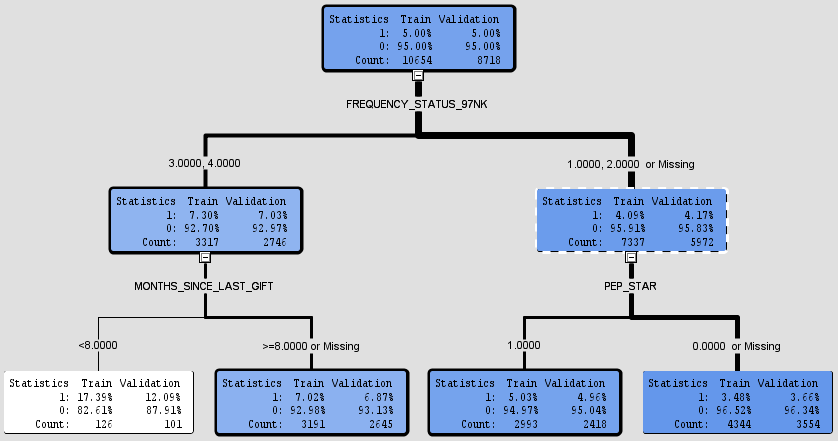 Statistics Train Validation
1: 5.00% 5.00%
0: 95.00% 95.00%
Count: 10654 8718
FREQUENCY_STATUS_97NK
3.0000, 4.0000
1.0000, 2.0000 or Missing
Statistics Train Validation
1: 7.30% 7.03%
0: 92.70% 92.97%
Count: 3317 2746
Statistics Train Validation
1: 4.09% 4.17%
0: 95.91% 95.83%
Count: 7337 5972
MONTHS_SINCE_LAST_GIFT
PEP_STAR
<8.0000
>=8.0000 or Missing
1.0000
0.0000 or Missing
Statistics Train Validation
1: 17.39% 12.09%
0: 82.61% 87.91%
Count: 126 101
Statistics Train Validation
1: 7.02% 6.87%
0: 92.98% 93.13%
Count: 3191 2645
Statistics Train Validation
1: 5.03% 4.96%
0: 94.97% 95.04%
Count: 2993 2418
Statistics Train Validation
1: 3.48% 3.66%
0: 96.52% 96.34%
Count: 4344 3554